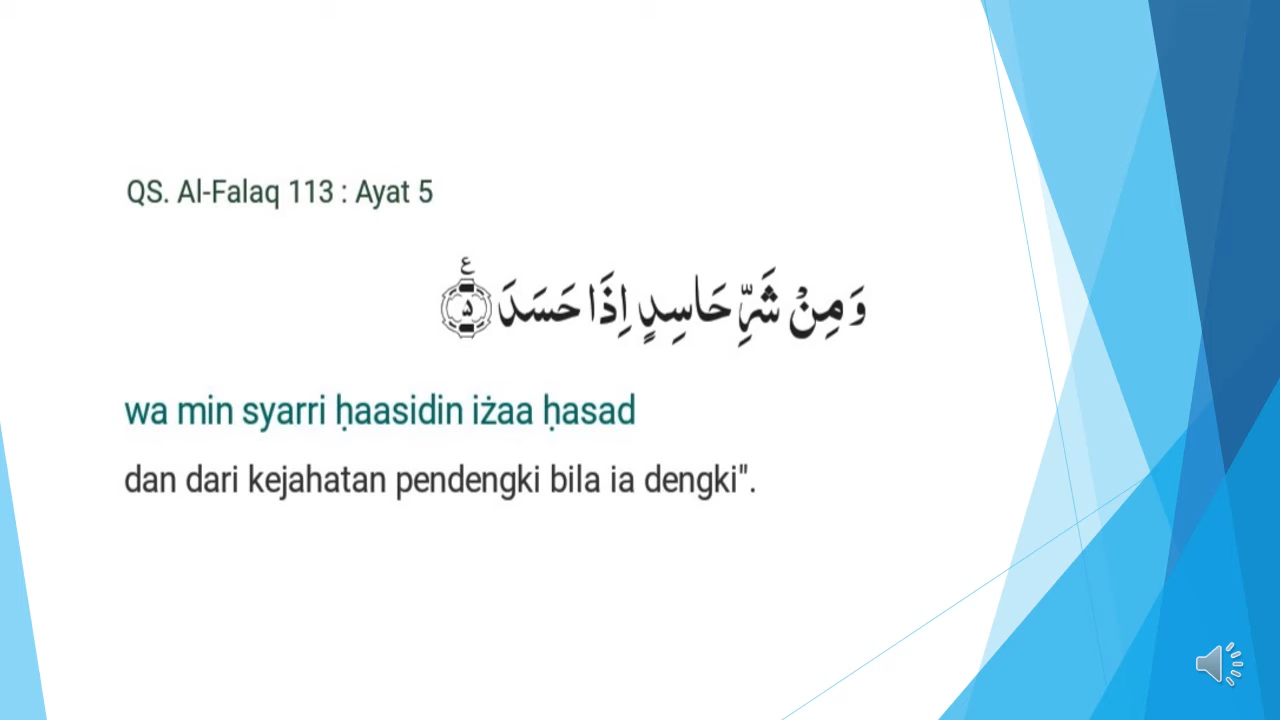 QS. Al-Falaq 113 : Ayat 5
وَمِنْ شَرِّ حَاسِدٍ اِذَا حَسَدَ ࣖ ٥
wa min syarri ḥaasidin iżaa ḥasad
dan dari kejahatan pendengki bila ia dengki".